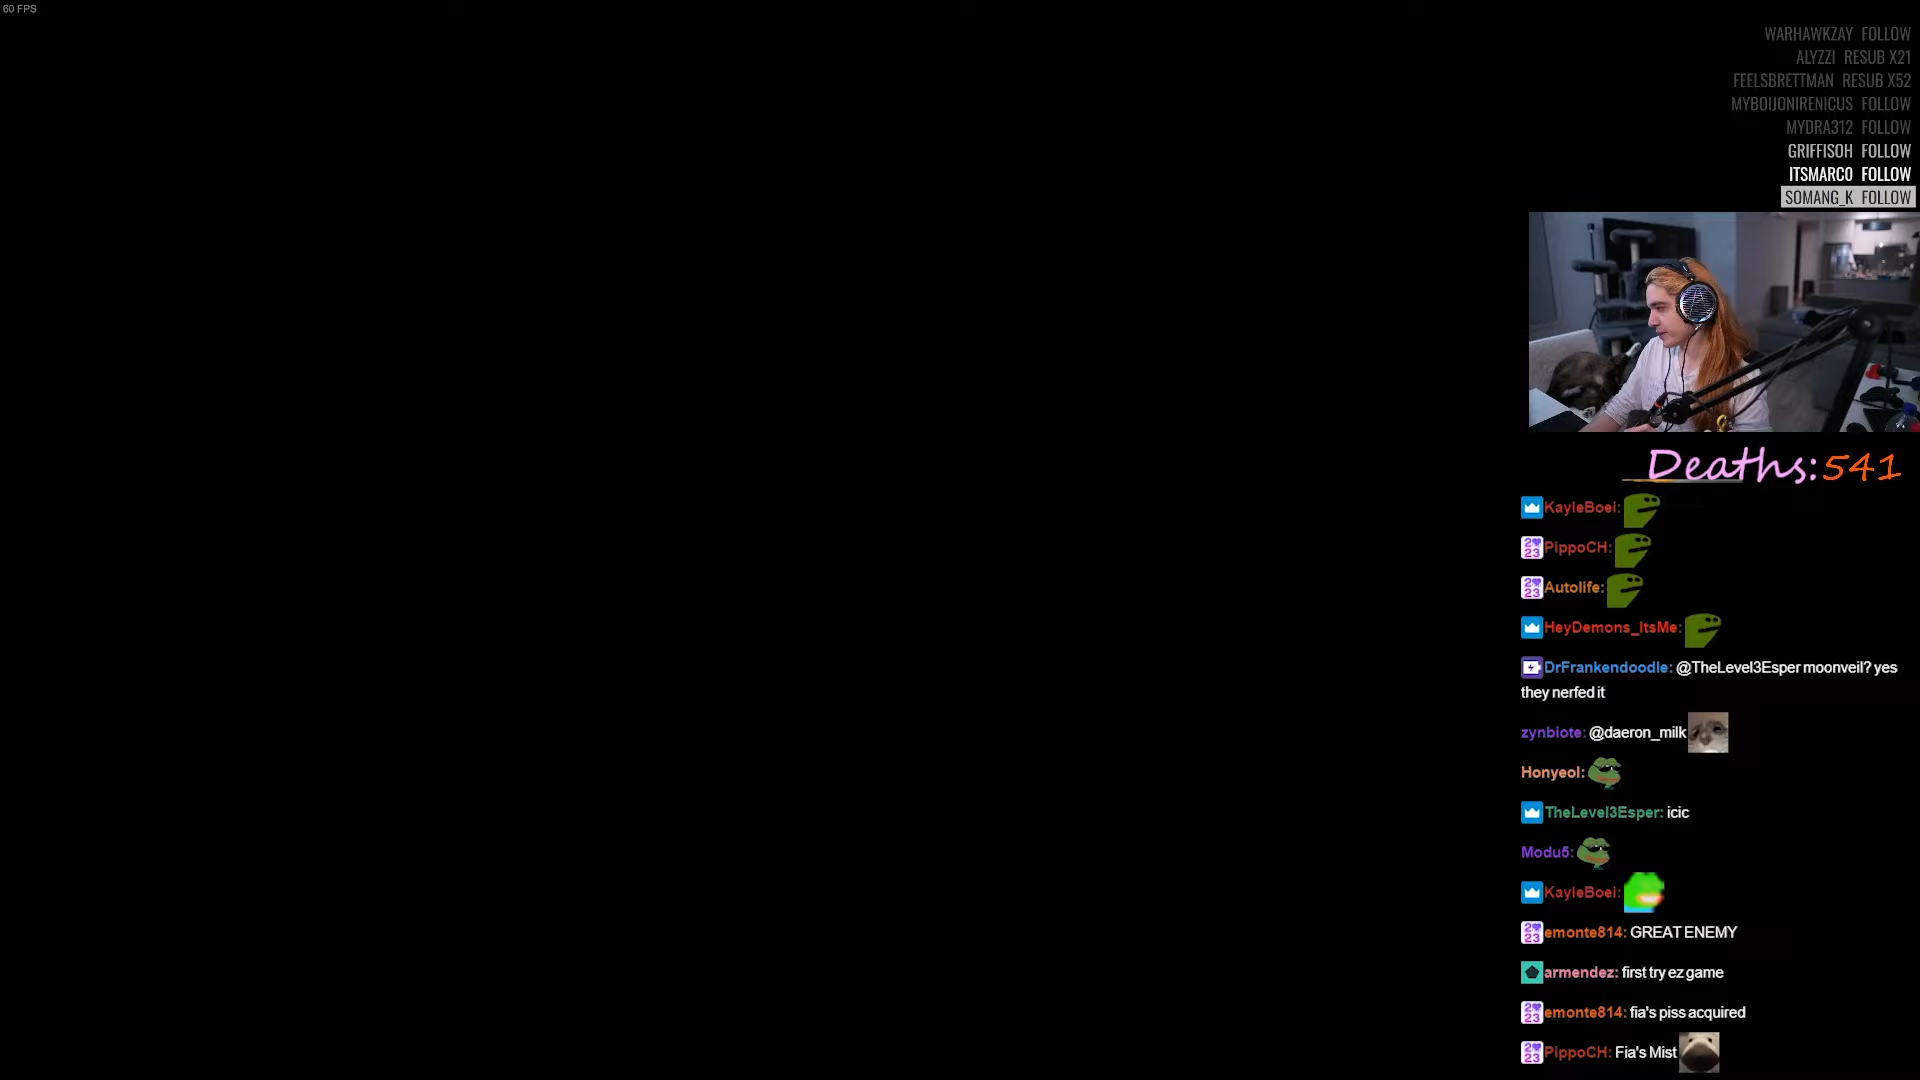 60 FPS
WARHAWKZAY FOLLOW
ALYZZI RESUB X21
FEELSBRETTMAN RESUB X52
MYBOIJONIRENICUS FOLLOW
MYDRA312 FOLLOW
GRIFFISOH FOLLOW
ITSMARCO FOLLOW
SOMANG_K FOLLOW
Deaths:541
KayleBoei:
PippoCH:
Autolife:
HeyDemons_ItsMe:
DrFrankendoodle: @TheLevel3Esper moonveil? yes
they nerfed it
zynbiote: @daeron_milk
Honyeol:
TheLevel3Esper: icic
Modu5:
KayleBoei:
emonte814: GREAT ENEMY
armendez: first try ez game
emonte814: fia's piss acquired
PippoCH: Fia's Mist